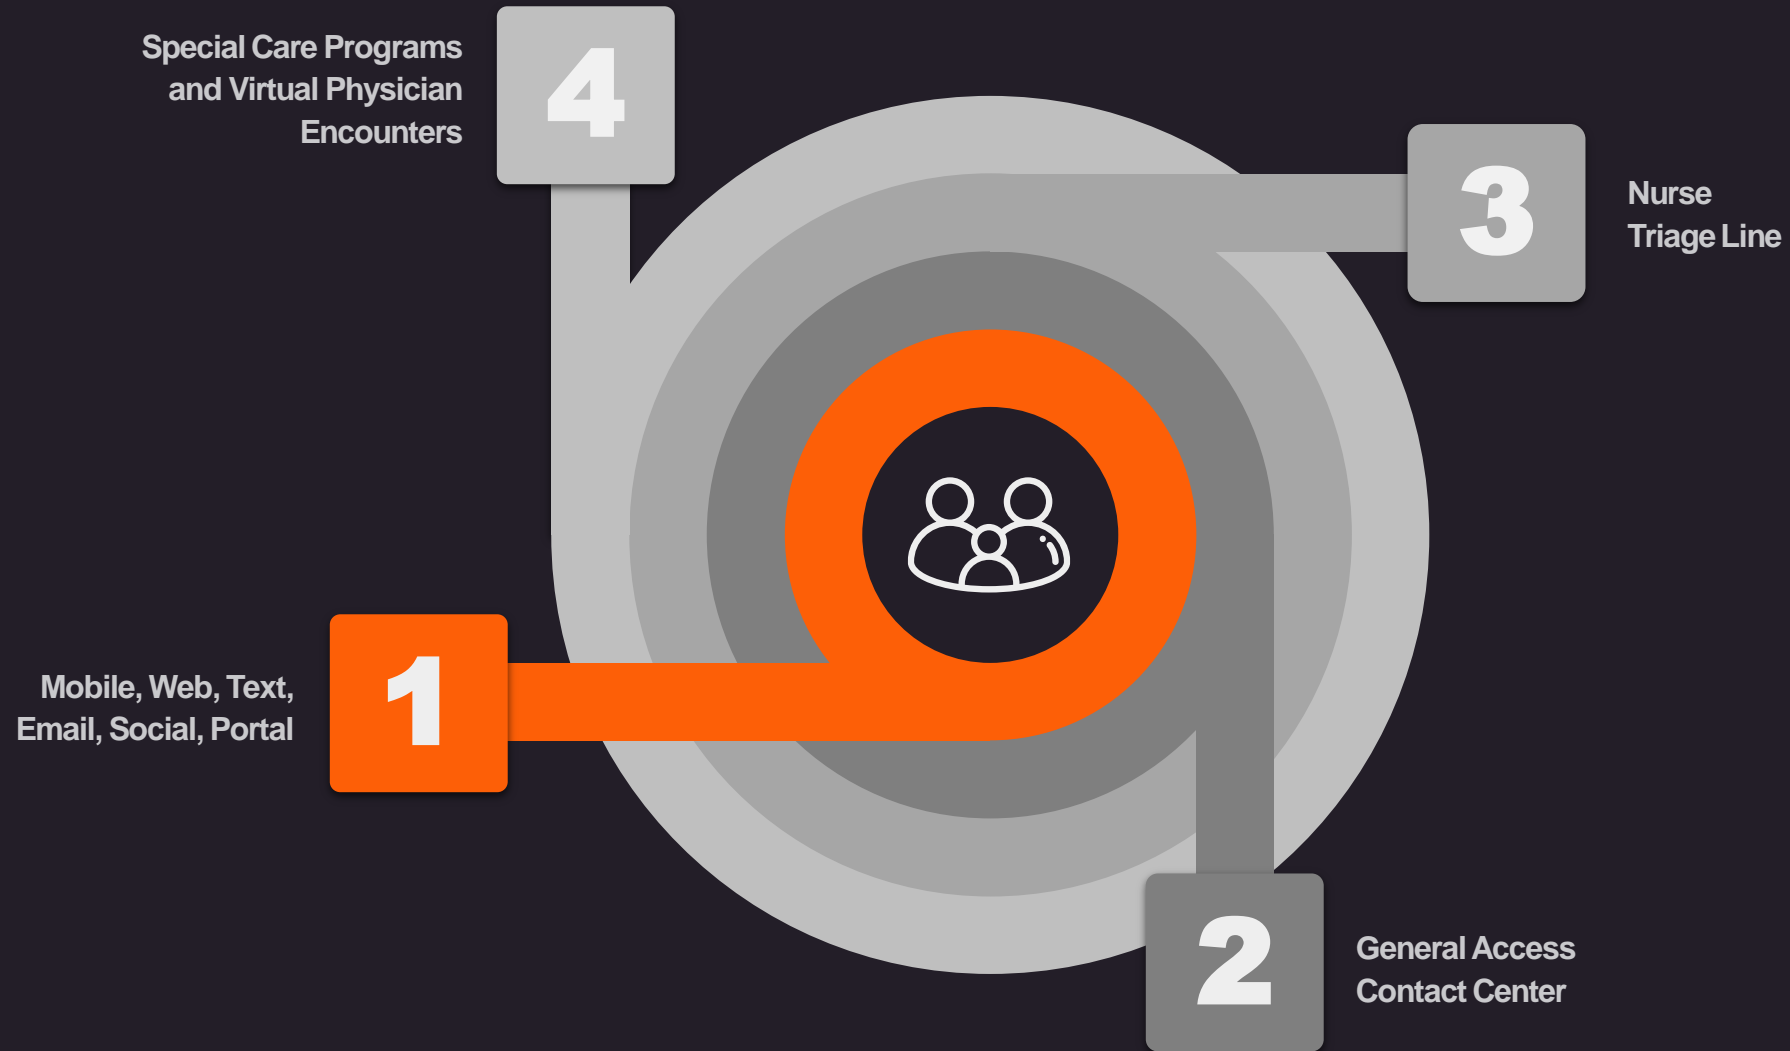 Special Care Programs
and Virtual Physician
Encounters
4
3
Nurse
Triage Line
Mobile, Web, Text,
Email, Social, Portal
1
2
General Access
Contact Center